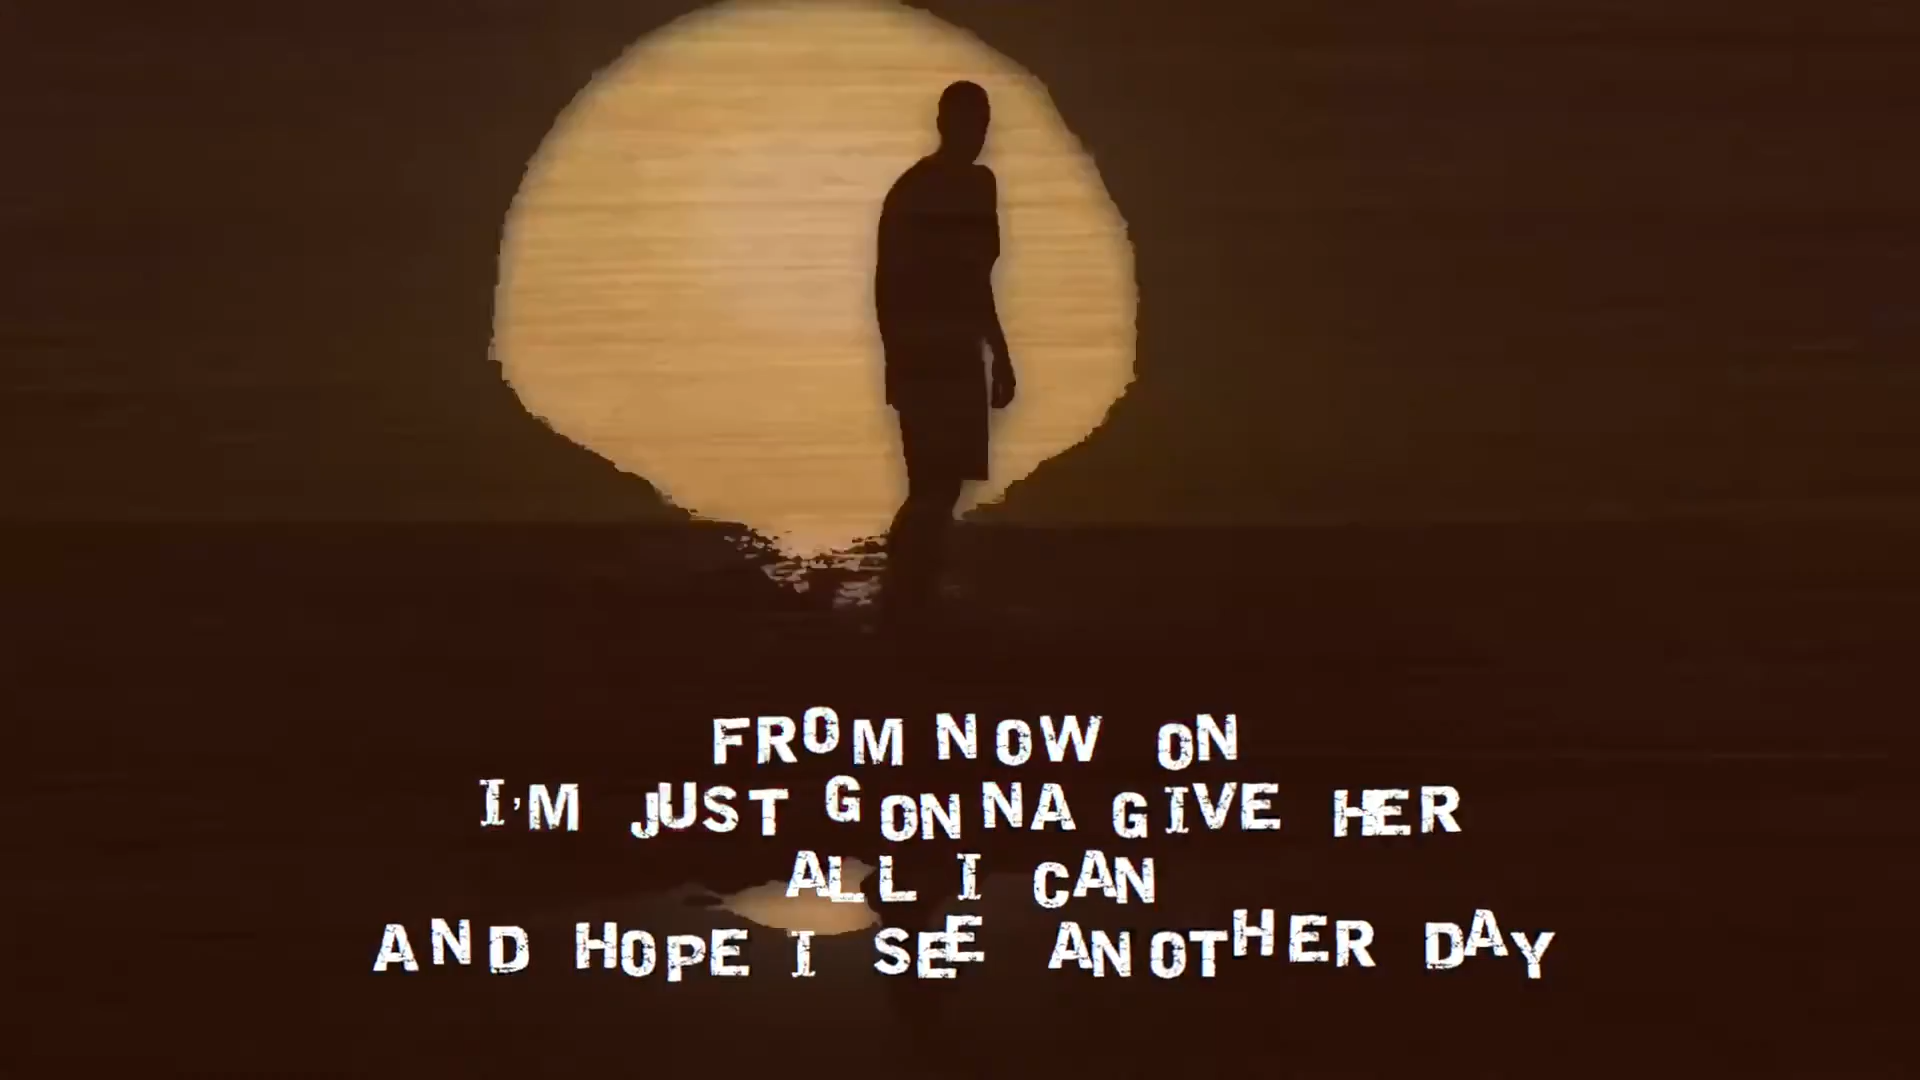 FROM NOW ON
I'M JUST GONNA GIVE HER
ALL I CAN
AND HOPE I SEE ANOTHER DAY